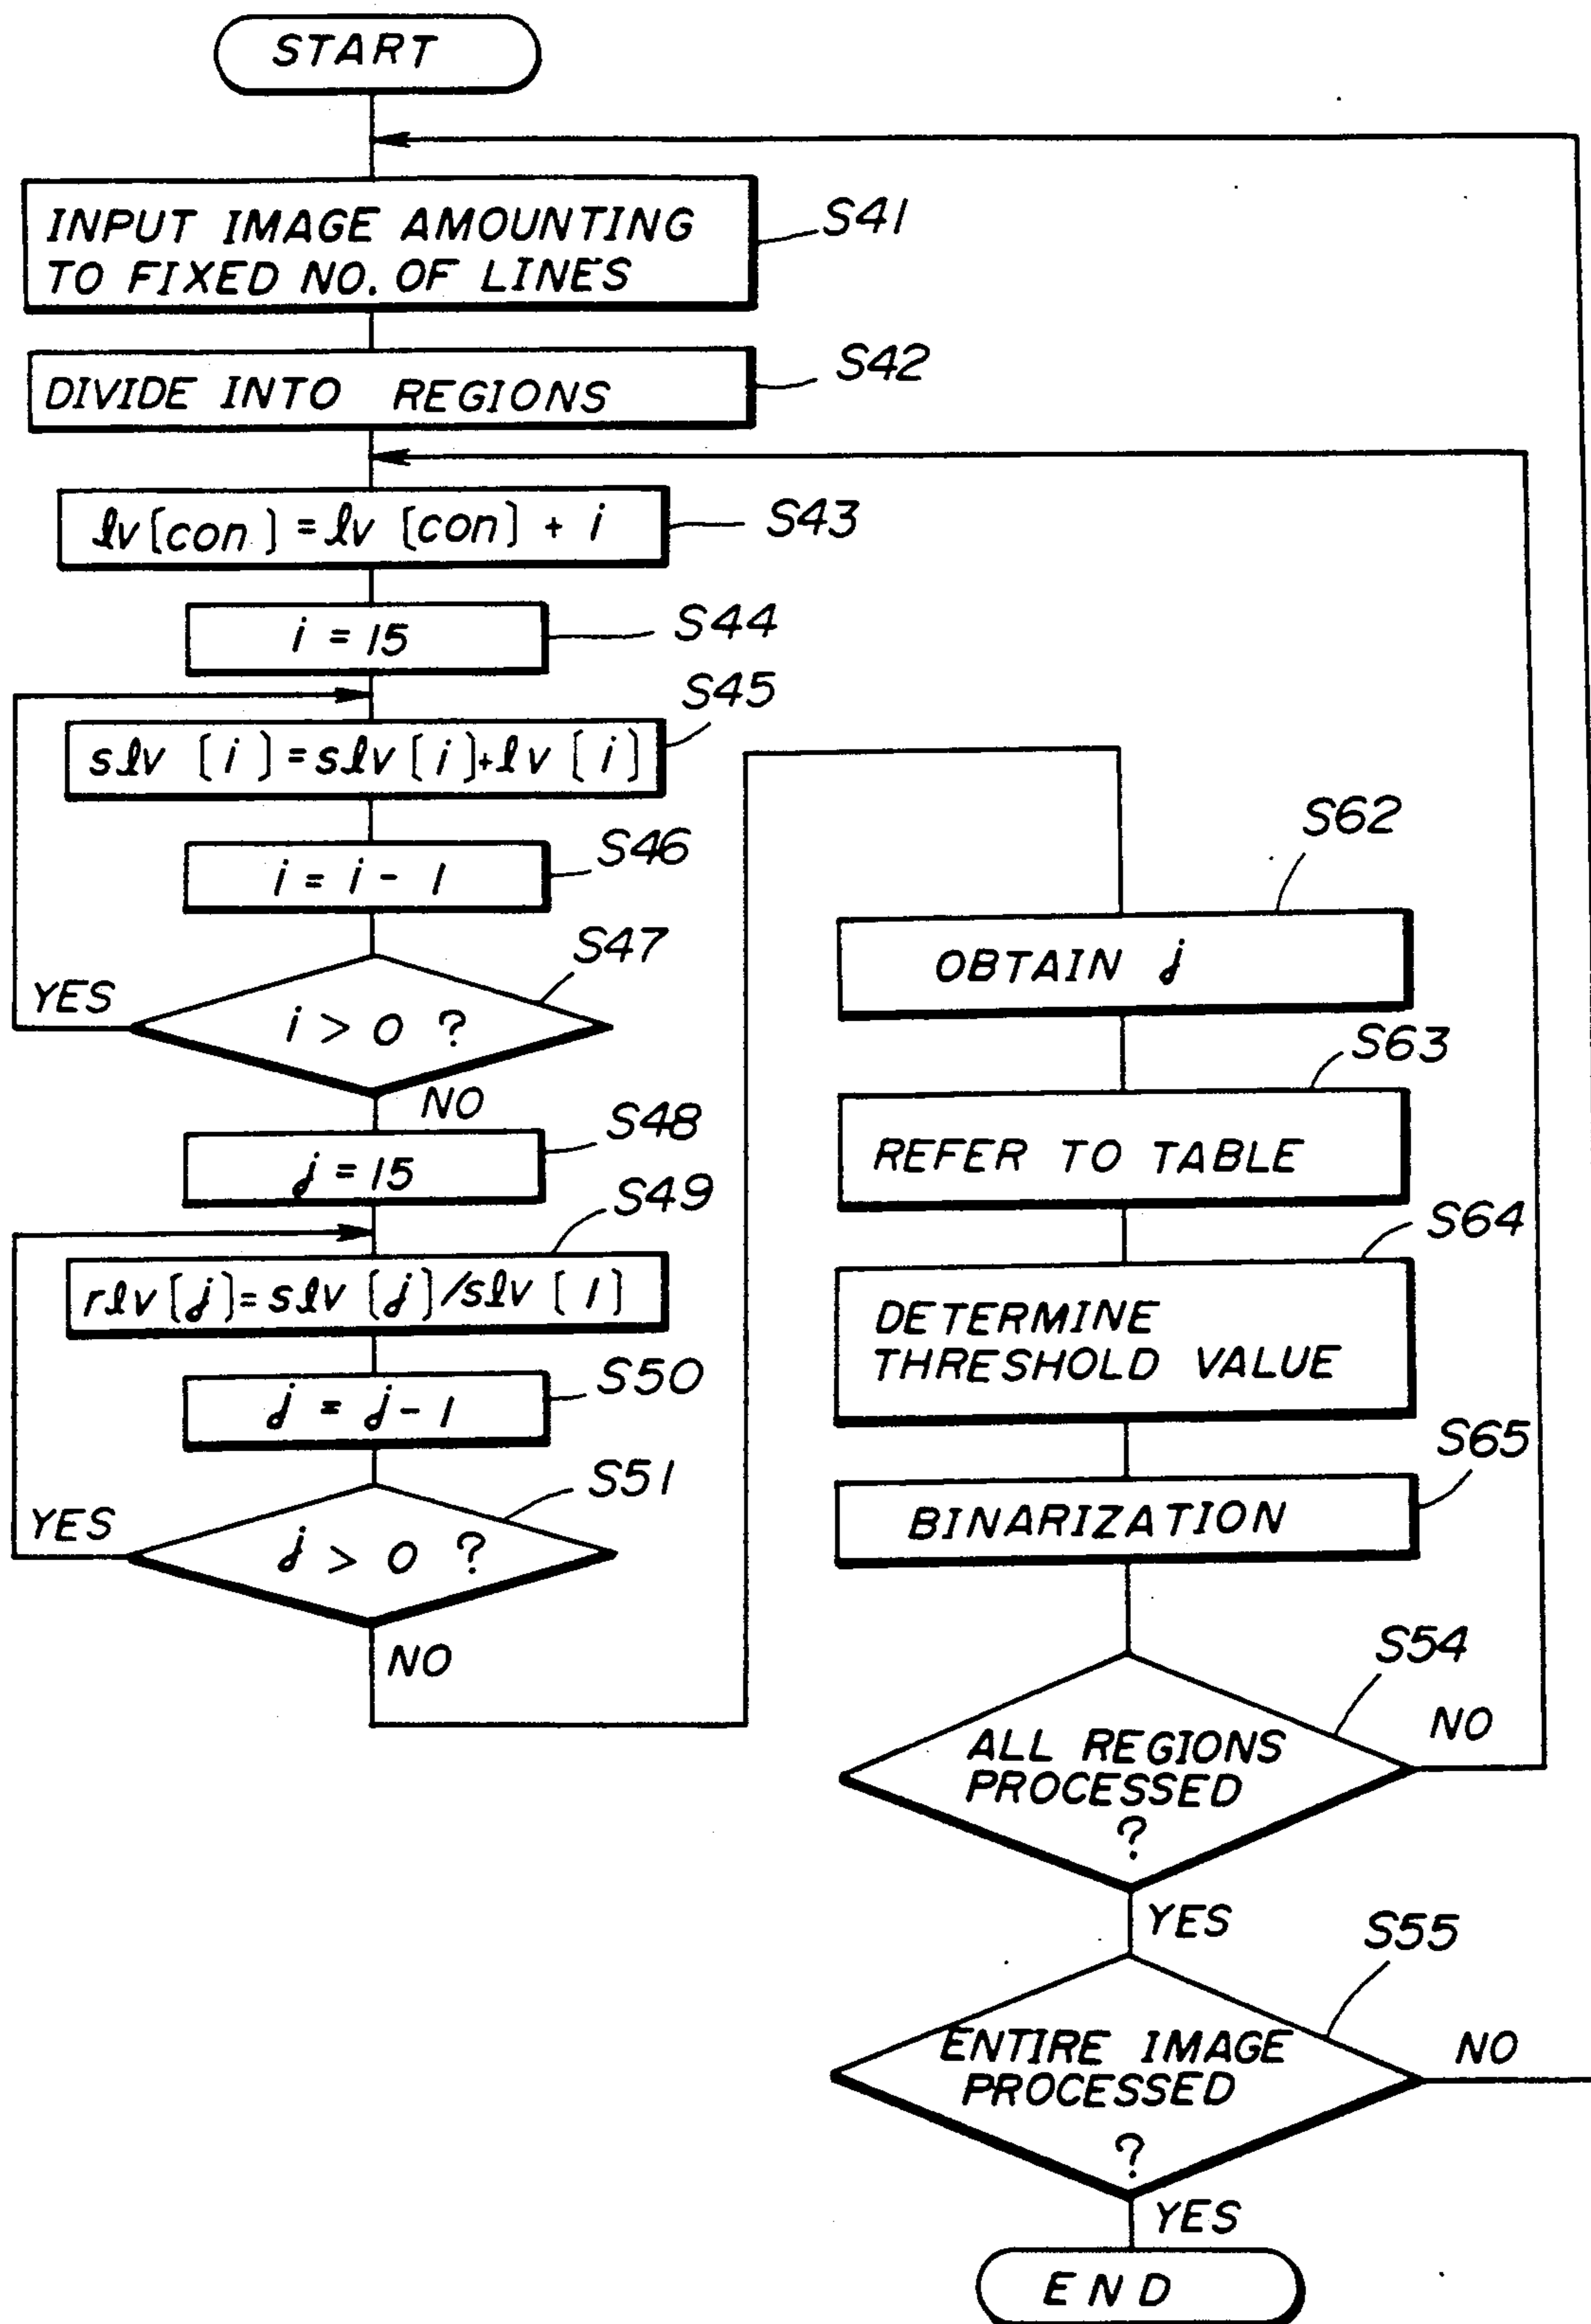 START
INPUT IMAGE AMOUNTING
TO FIXED NO. OF LINES
S41
DIVIDE INTO REGIONS
S42
lv[con] = lv [con] + i
S43
i = 15
S44
slv [i] = slv [i]+lv [i]
S45
i = i - 1
S46
i > 0 ?
S47
YES
NO
j = 15
S48
rlv[j] = slv [j]/slv [1]
S49
j = j - 1
S50
j > 0 ?
S51
YES
NO
OBTAIN j
S62
REFER TO TABLE
S63
DETERMINE
THRESHOLD VALUE
S64
BINARIZATION
S65
ALL REGIONS
PROCESSED
?
S54
NO
YES
ENTIRE IMAGE
PROCESSED
?
S55
NO
YES
END